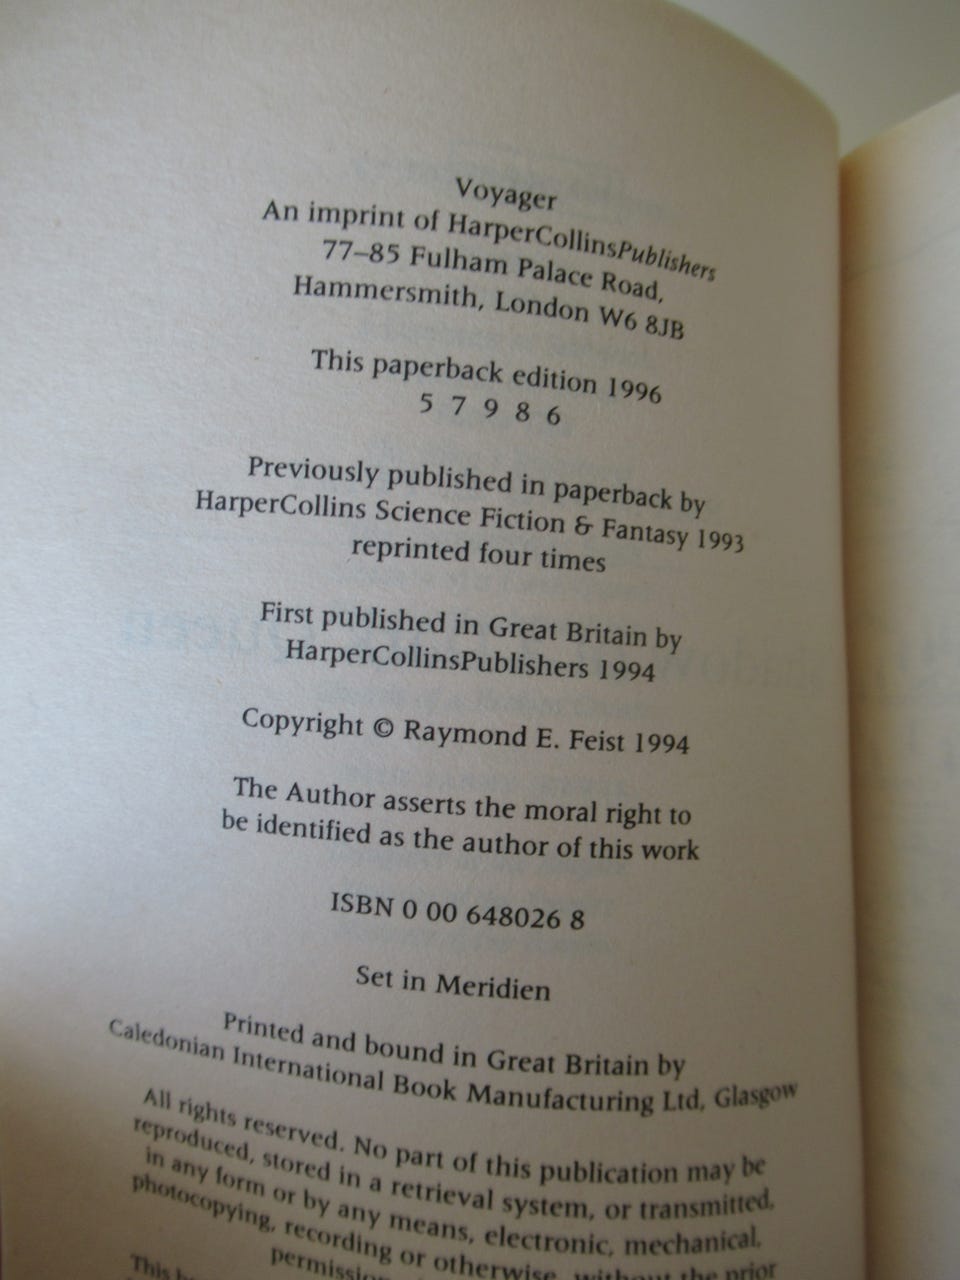 Voyager
An imprint of HarperCollinsPublishers
77–85 Fulham Palace Road,
Hammersmith, London W6 8JB
This paperback edition 1996
5 7 9 8 6
Previously published in paperback by
HarperCollins Science Fiction & Fantasy 1993
reprinted four times
First published in Great Britain by
HarperCollinsPublishers 1994
Copyright © Raymond E. Feist 1994
The Author asserts the moral right to
be identified as the author of this work
ISBN 0 00 648026 8
Set in Meridien
Printed and bound in Great Britain by
Caledonian International Book Manufacturing Ltd, Glasgow
All rights reserved. No part of this publication may be
reproduced, stored in a retrieval system, or transmitted,
in any form or by any means, electronic, mechanical,
photocopying, recording or otherwise, without the prior
This